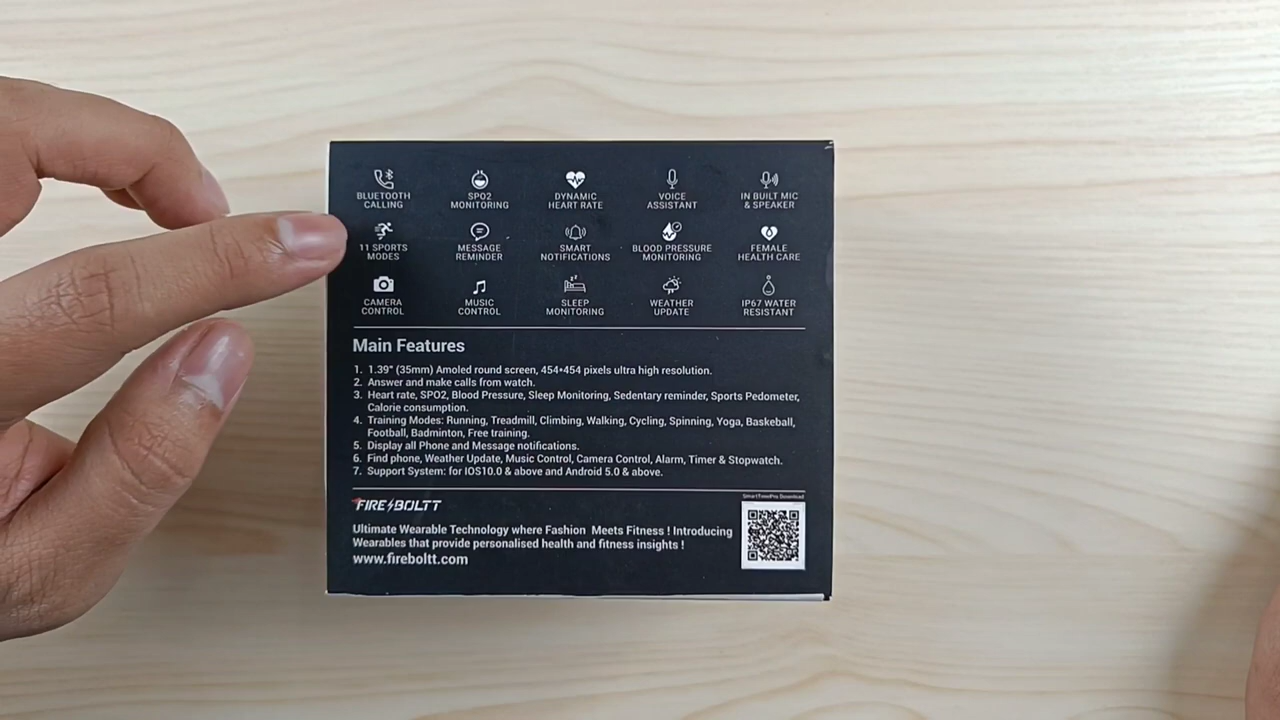 BLUETOOTH
CALLING
SPO2
MONITORING
DYNAMIC
HEART RATE
VOICE
ASSISTANT
IN BUILT MIC
& SPEAKER
11 SPORTS
MODES
MESSAGE
REMINDER
SMART
NOTIFICATIONS
BLOOD PRESSURE
MONITORING
FEMALE
HEALTH CARE
CAMERA
CONTROL
MUSIC
CONTROL
SLEEP
MONITORING
WEATHER
UPDATE
IP67 WATER
RESISTANT
Main Features
1. 1.39" (35mm) Amoled round screen, 454*454 pixels ultra high resolution.
2. Answer and make calls from watch.
3. Heart rate, SPO2, Blood Pressure, Sleep Monitoring, Sedentary reminder, Sports Pedometer,
Calorie consumption.
4. Training Modes: Running, Treadmill, Climbing, Walking, Cycling, Spinning, Yoga, Baskeball,
Football, Badminton, Free training.
5. Display all Phone and Message notifications.
6. Find phone, Weather Update, Music Control, Camera Control, Alarm, Timer & Stopwatch.
7. Support System: for IOS10.0 & above and Android 5.0 & above.
SmartTimePro Download
FIRE BOLTT
Ultimate Wearable Technology where Fashion Meets Fitness ! Introducing
Wearables that provide personalised health and fitness insights !
www.fireboltt.com